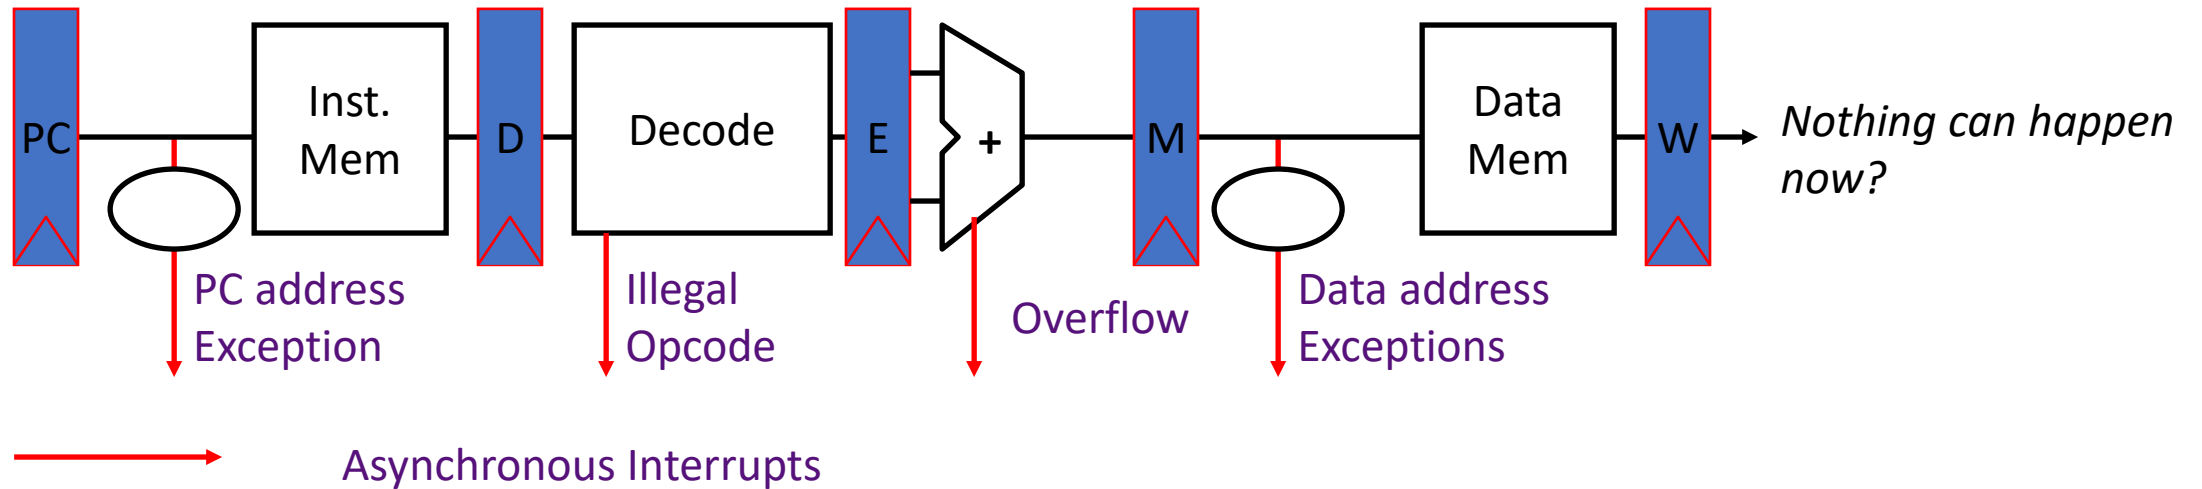 PC
Inst.
Mem
D
Decode
E
+
M
Data
Mem
W
Nothing can happen
now?
PC address
Exception
Illegal
Opcode
Overflow
Data address
Exceptions
Asynchronous Interrupts